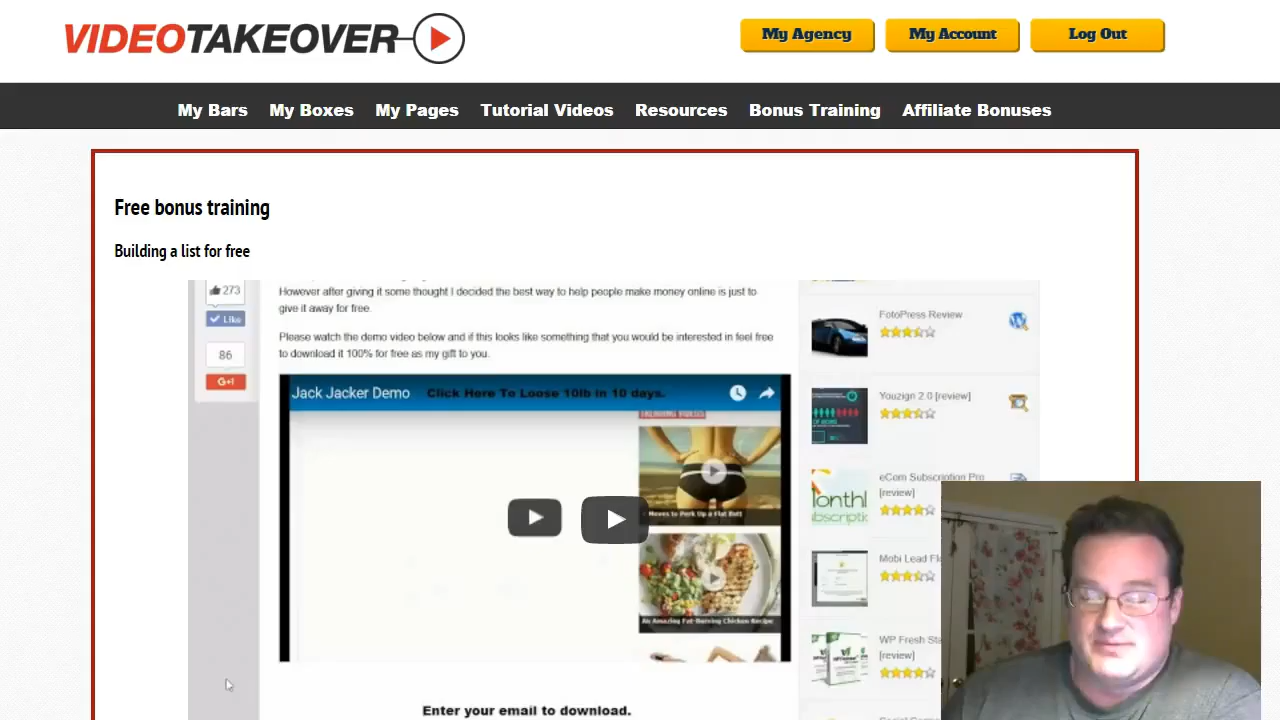 VIDEOTAKEOVER
My Agency
My Account
Log Out
My Bars
My Boxes
My Pages
Tutorial Videos
Resources
Bonus Training
Affiliate Bonuses
Free bonus training
Building a list for free
273
Like
86
G+1
However after giving it some thought I decided the best way to help people make money online is just to
give it away for free.
Please watch the demo video below and if this looks like something that you would be interested in feel free
to download it 100% for free as my gift to you.
Jack Jacker Demo
Click Here To Loose 10lb in 10 days.
Moves to Perk Up a Flat Butt
An Amazing Fat-Burning Chicken Recipe
Enter your email to download.
FotoPress Review
Youzign 2.0 [review]
eCom Subscription Pro
[review]
Mobi Lead
WP Fresh
[review]